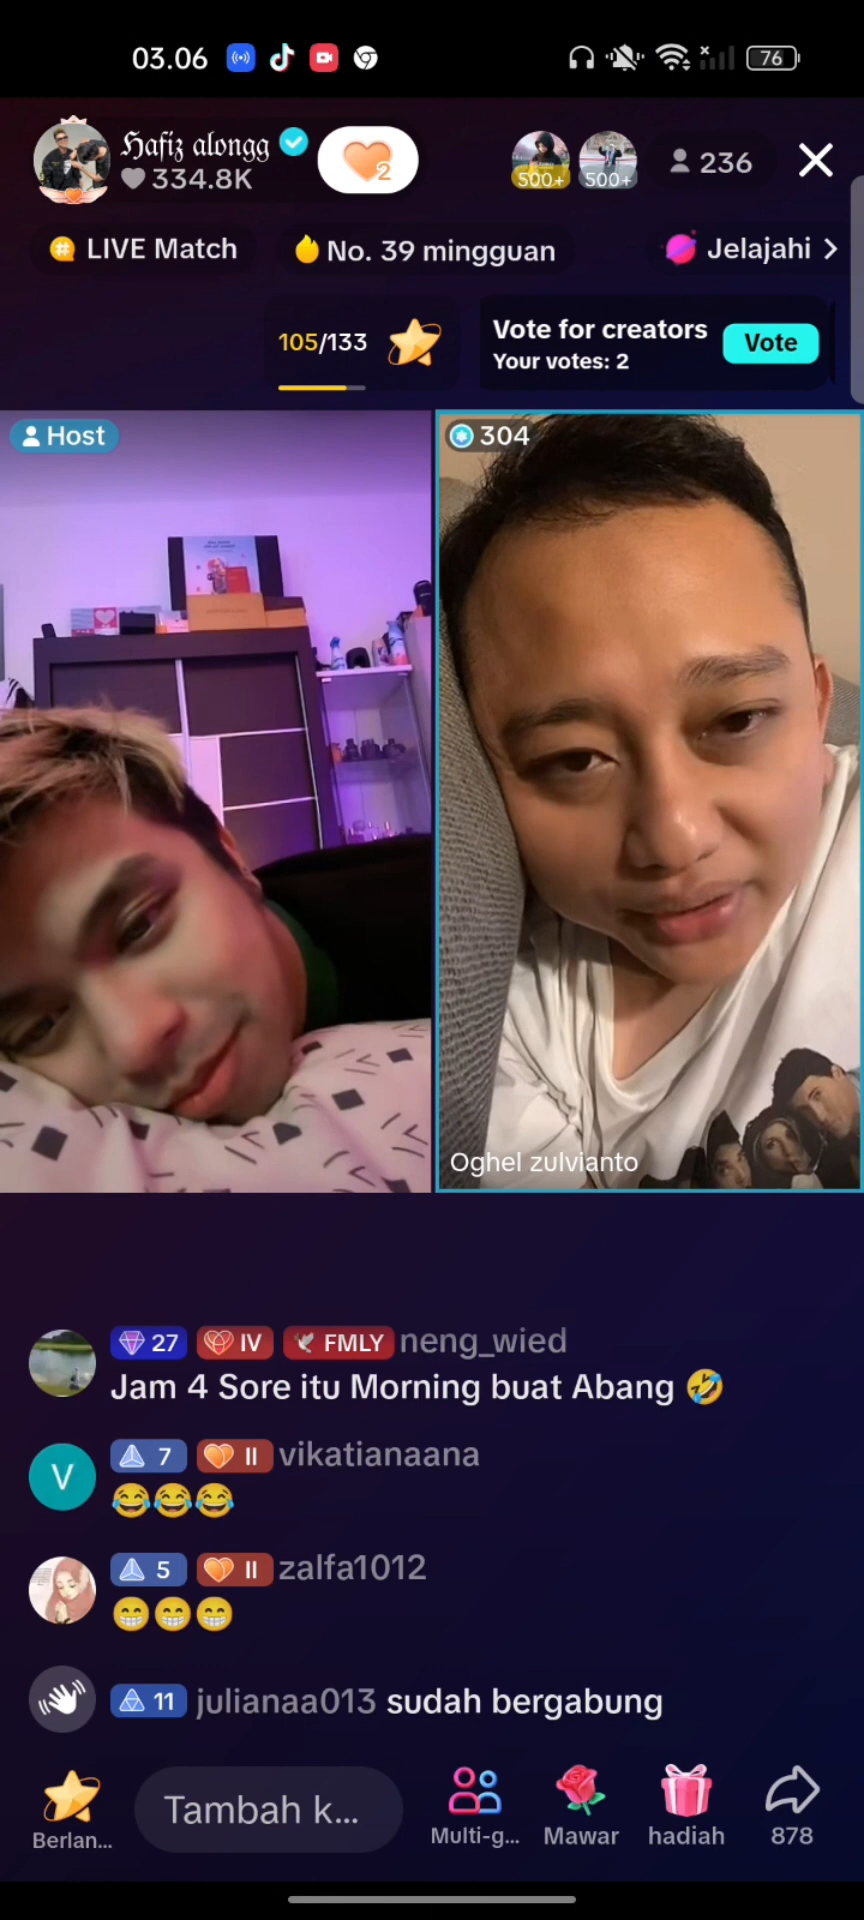 03.06
76
Hafiz alongg
334.8K
2
500+
500+
236
LIVE Match
No. 39 mingguan
Jelajahi
105/133
Vote for creators
Your votes: 2
Vote
Host
304
Oghel zulvianto
27 IV FMLY neng_wied
Jam 4 Sore itu Morning buat Abang 🤣
V
7 II vikatianaana
😂😂😂
5 II zalfa1012
😁😁😁
11 julianaa013 sudah bergabung
Berlan...
Tambah k...
Multi-g...
Mawar
hadiah
878